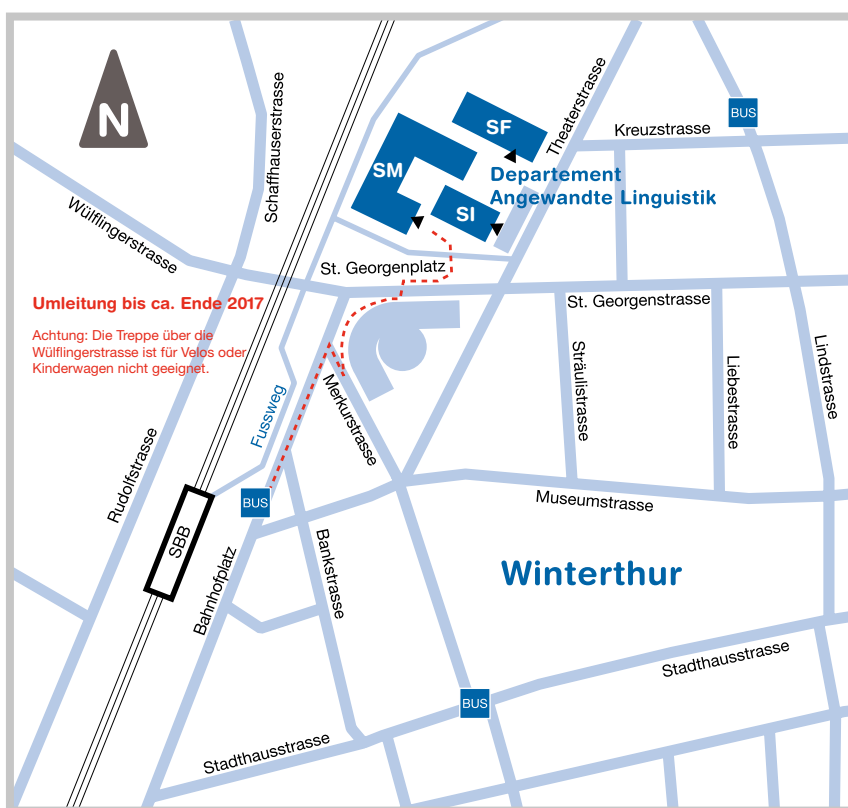 N
Schaffhauserstrasse
Theaterstrasse
BUS
SF
Kreuzstrasse
SM
Departement
Angewandte Linguistik
SI
Wülflingerstrasse
St. Georgenplatz
Umleitung bis ca. Ende 2017
St. Georgenstrasse
Achtung: Die Treppe über die
Wülflingerstrasse ist für Velos oder
Kinderwagen nicht geeignet.
Sträulistrasse
Liebestrasse
Lindstrasse
Fussweg
Merkurstrasse
Rudolfstrasse
BUS
Museumstrasse
SBB
Bahnhofplatz
Bankstrasse
Winterthur
Stadthausstrasse
BUS
Stadthausstrasse